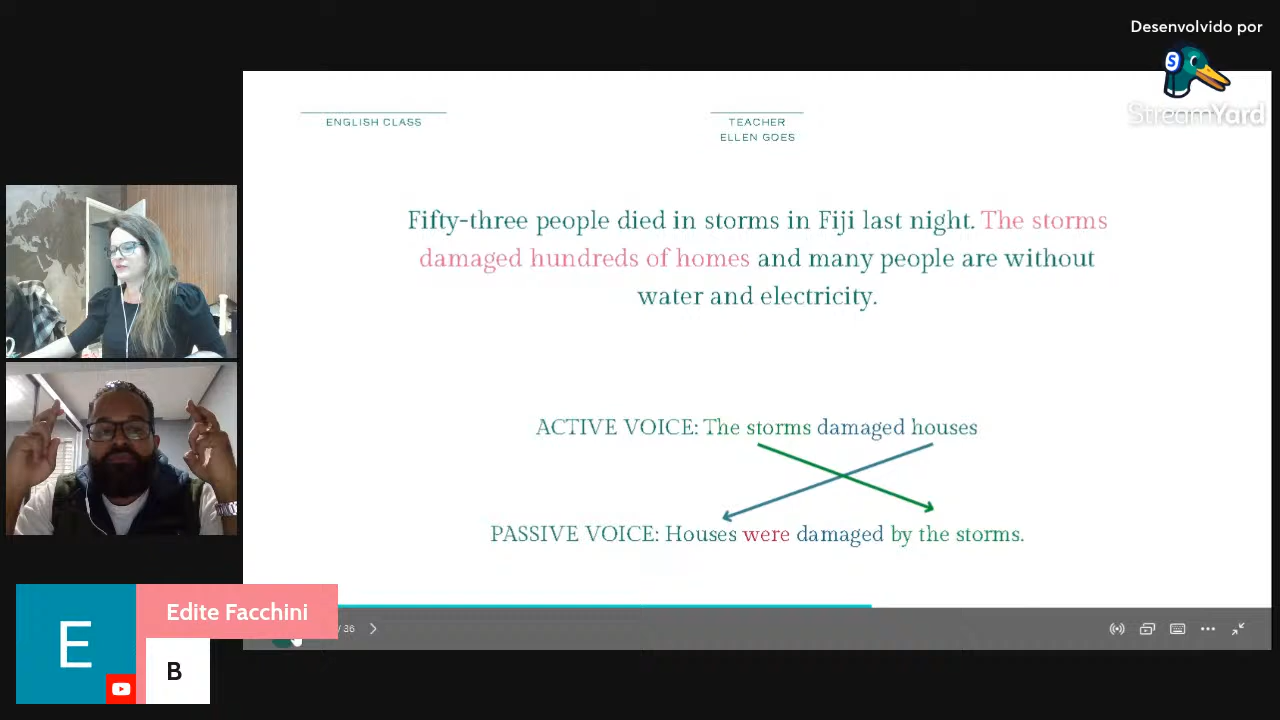 Desenvolvido por
StreamYard
ENGLISH CLASS
TEACHER
ELLEN GOES
Fifty-three people died in storms in Fiji last night. The storms
damaged hundreds of homes and many people are without
water and electricity.
ACTIVE VOICE: The storms damaged houses
PASSIVE VOICE: Houses were damaged by the storms.
/ 36
E
Edite Facchini
B